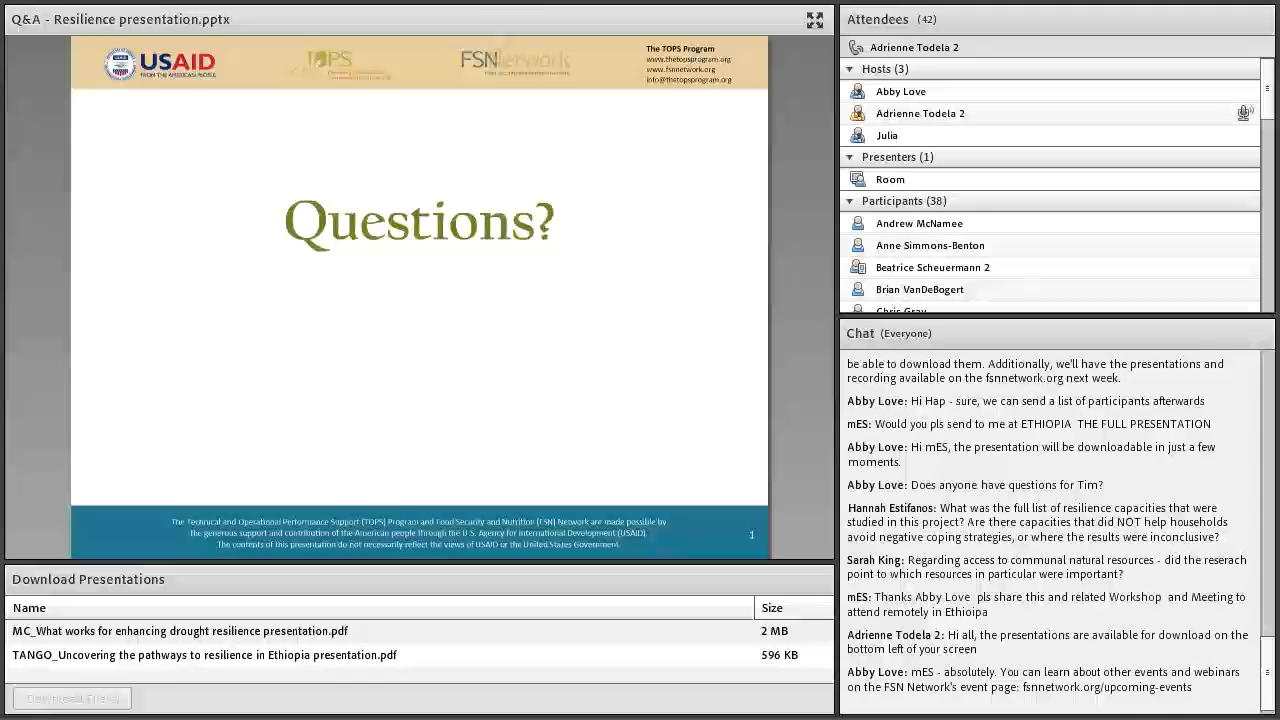 Q&A - Resilience presentation.pptx
USAID
FROM THE AMERICAN PEOPLE
TOPS
FSNetwork
The TOPS Program
www.thetopsprogram.org
www.fsnnetwork.org
info@thetopsprogram.org
Questions?
The Technical and Operational Performance Support (TOPS) Program and Food Security and Nutrition (FSN) Network are made possible by
the generous support and contribution of the American people through the U.S. Agency for International Development (USAID).
The contents of this presentation do not necessarily reflect the views of USAID or the United States Government.
1
Download Presentations
Name
Size
MC_What works for enhancing drought resilience presentation.pdf
2 MB
TANGO_Uncovering the pathways to resilience in Ethiopia presentation.pdf
596 KB
Download File(s)
Attendees (42)
Adrienne Todela 2
Hosts (3)
Abby Love
Adrienne Todela 2
Julia
Presenters (1)
Room
Participants (38)
Andrew McNamee
Anne Simmons-Benton
Beatrice Scheuermann 2
Brian VanDeBogert
Chris Gray
Chat (Everyone)
be able to download them. Additionally, we'll have the presentations and
recording available on the fsnnetwork.org next week.
Abby Love: Hi Hap - sure, we can send a list of participants afterwards
mES: Would you pls send to me at ETHIOPIA THE FULL PRESENTATION
Abby Love: Hi mES, the presentation will be downloadable in just a few
moments.
Abby Love: Does anyone have questions for Tim?
Hannah Estifanos: What was the full list of resilience capacities that were
studied in this project? Are there capacities that did NOT help households
avoid negative coping strategies, or where the results were inconclusive?
Sarah King: Regarding access to communal natural resources - did the reserach
point to which resources in particular were important?
mES: Thanks Abby Love pls share this and related Workshop and Meeting to
attend remotely in Ethioipa
Adrienne Todela 2: Hi all, the presentations are available for download on the
bottom left of your screen
Abby Love: mES - absolutely. You can learn about other events and webinars
on the FSN Network's event page: fsnnetwork.org/upcoming-events